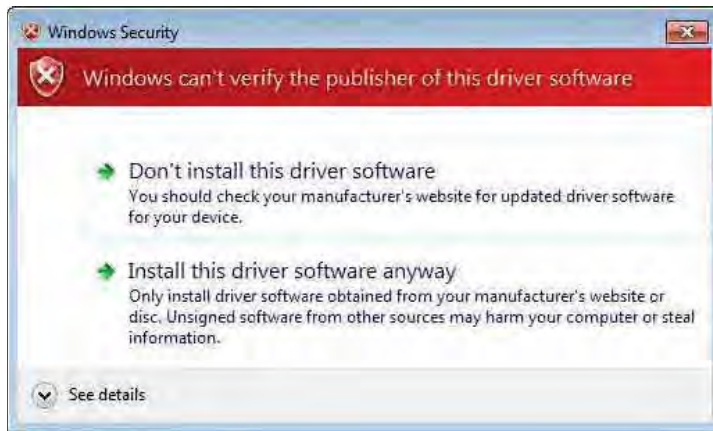 Windows Security
Windows can't verify the publisher of this driver software
Don't install this driver software
You should check your manufacturer's website for updated driver software
for your device.
Install this driver software anyway
Only install driver software obtained from your manufacturer's website or
disc. Unsigned software from other sources may harm your computer or steal
information.
See details